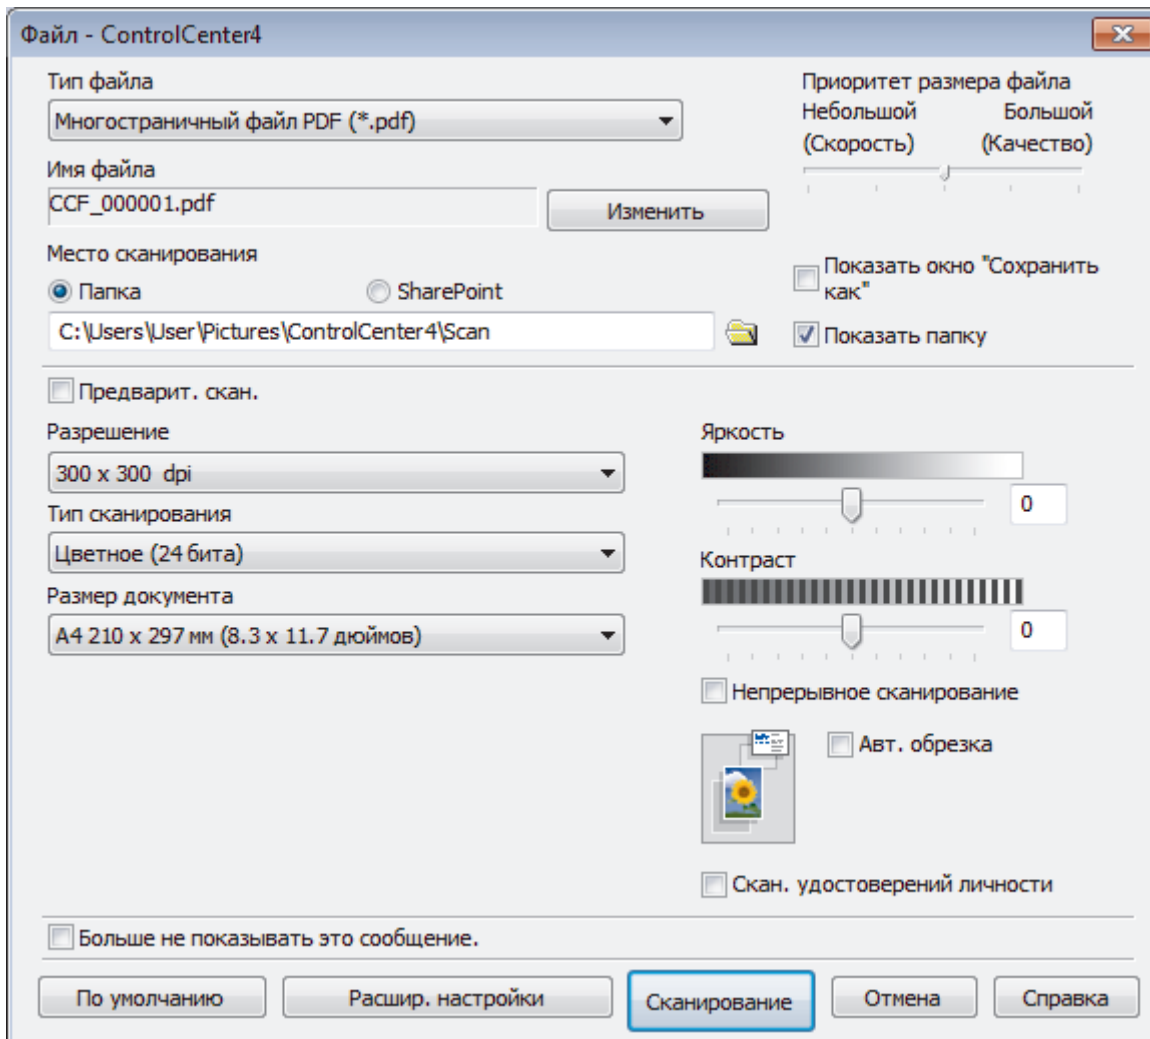 Файл - ControlCenter4
Тип файла
Многостраничный файл PDF (*.pdf)
Приоритет размера файла
Небольшой Большой
(Скорость) (Качество)
Имя файла
CCF_000001.pdf
Изменить
Место сканирования
Папка SharePoint
C:\Users\User\Pictures\ControlCenter4\Scan
Показать окно "Сохранить
как"
Показать папку
Предварит. скан.
Разрешение
300 x 300 dpi
Тип сканирования
Цветное (24 бита)
Размер документа
A4 210 x 297 мм (8.3 x 11.7 дюймов)
Яркость
0
Контраст
0
Непрерывное сканирование
Авт. обрезка
Скан. удостоверений личности
Больше не показывать это сообщение.
По умолчанию Расшир. настройки Сканирование Отмена Справка